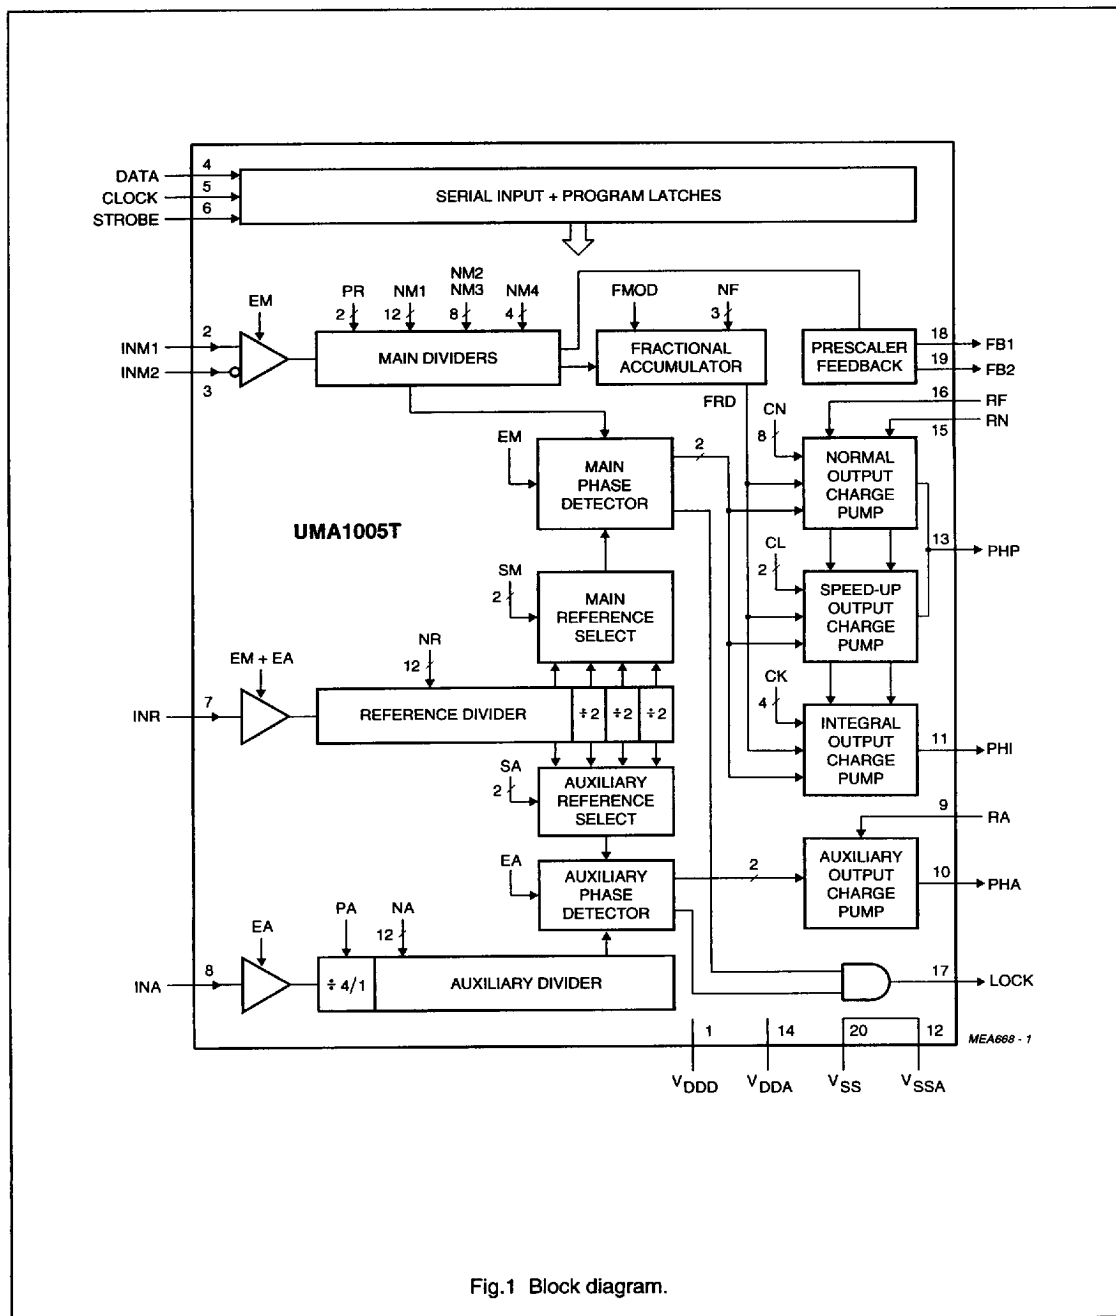 4
DATA
5
CLOCK
6
STROBE
SERIAL INPUT + PROGRAM LATCHES
EM
PR
2
NM1
12
NM2
NM3
8
NM4
4
FMOD
NF
3
2
INM1
INM2
3
MAIN DIVIDERS
FRACTIONAL
ACCUMULATOR
PRESCALER
FEEDBACK
18
FB1
19
FB2
FRD
16
RF
RN
15
CN
8
EM
MAIN
PHASE
DETECTOR
2
NORMAL
OUTPUT
CHARGE
PUMP
UMA1005T
13
PHP
SM
2
MAIN
REFERENCE
SELECT
CL
2
SPEED-UP
OUTPUT
CHARGE
PUMP
EM + EA
NR
12
7
INR
REFERENCE DIVIDER
÷2
÷2
÷2
CK
4
INTEGRAL
OUTPUT
CHARGE
PUMP
11
PHI
SA
2
AUXILIARY
REFERENCE
SELECT
9
RA
EA
AUXILIARY
PHASE
DETECTOR
2
AUXILIARY
OUTPUT
CHARGE
PUMP
10
PHA
EA
PA
NA
12
8
INA
÷ 4/1
AUXILIARY DIVIDER
17
LOCK
1
14
20
12
MEA668 - 1
VDDD
VDDA
VSS
VSSA
Fig.1 Block diagram.